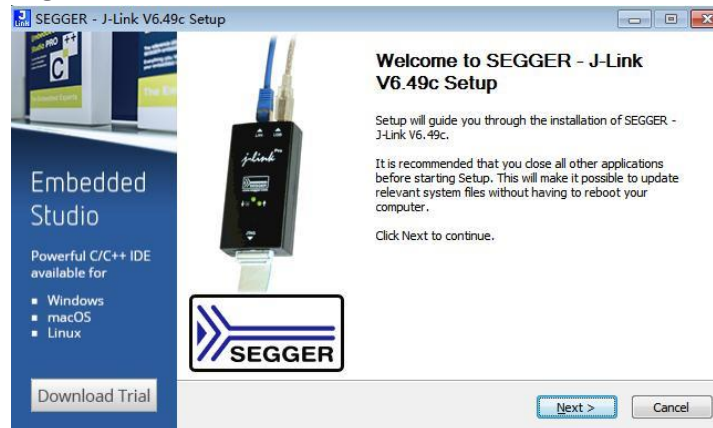 SEGGER - J-Link V6.49c Setup
Embedded
Studio
Powerful C/C++ IDE
available for
Windows
macOS
Linux
Download Trial
J-Link Pro
SEGGER
Welcome to SEGGER - J-Link
V6.49c Setup
Setup will guide you through the installation of SEGGER -
J-Link V6.49c.
It is recommended that you close all other applications
before starting Setup. This will make it possible to update
relevant system files without having to reboot your
computer.
Click Next to continue.
Next >
Cancel